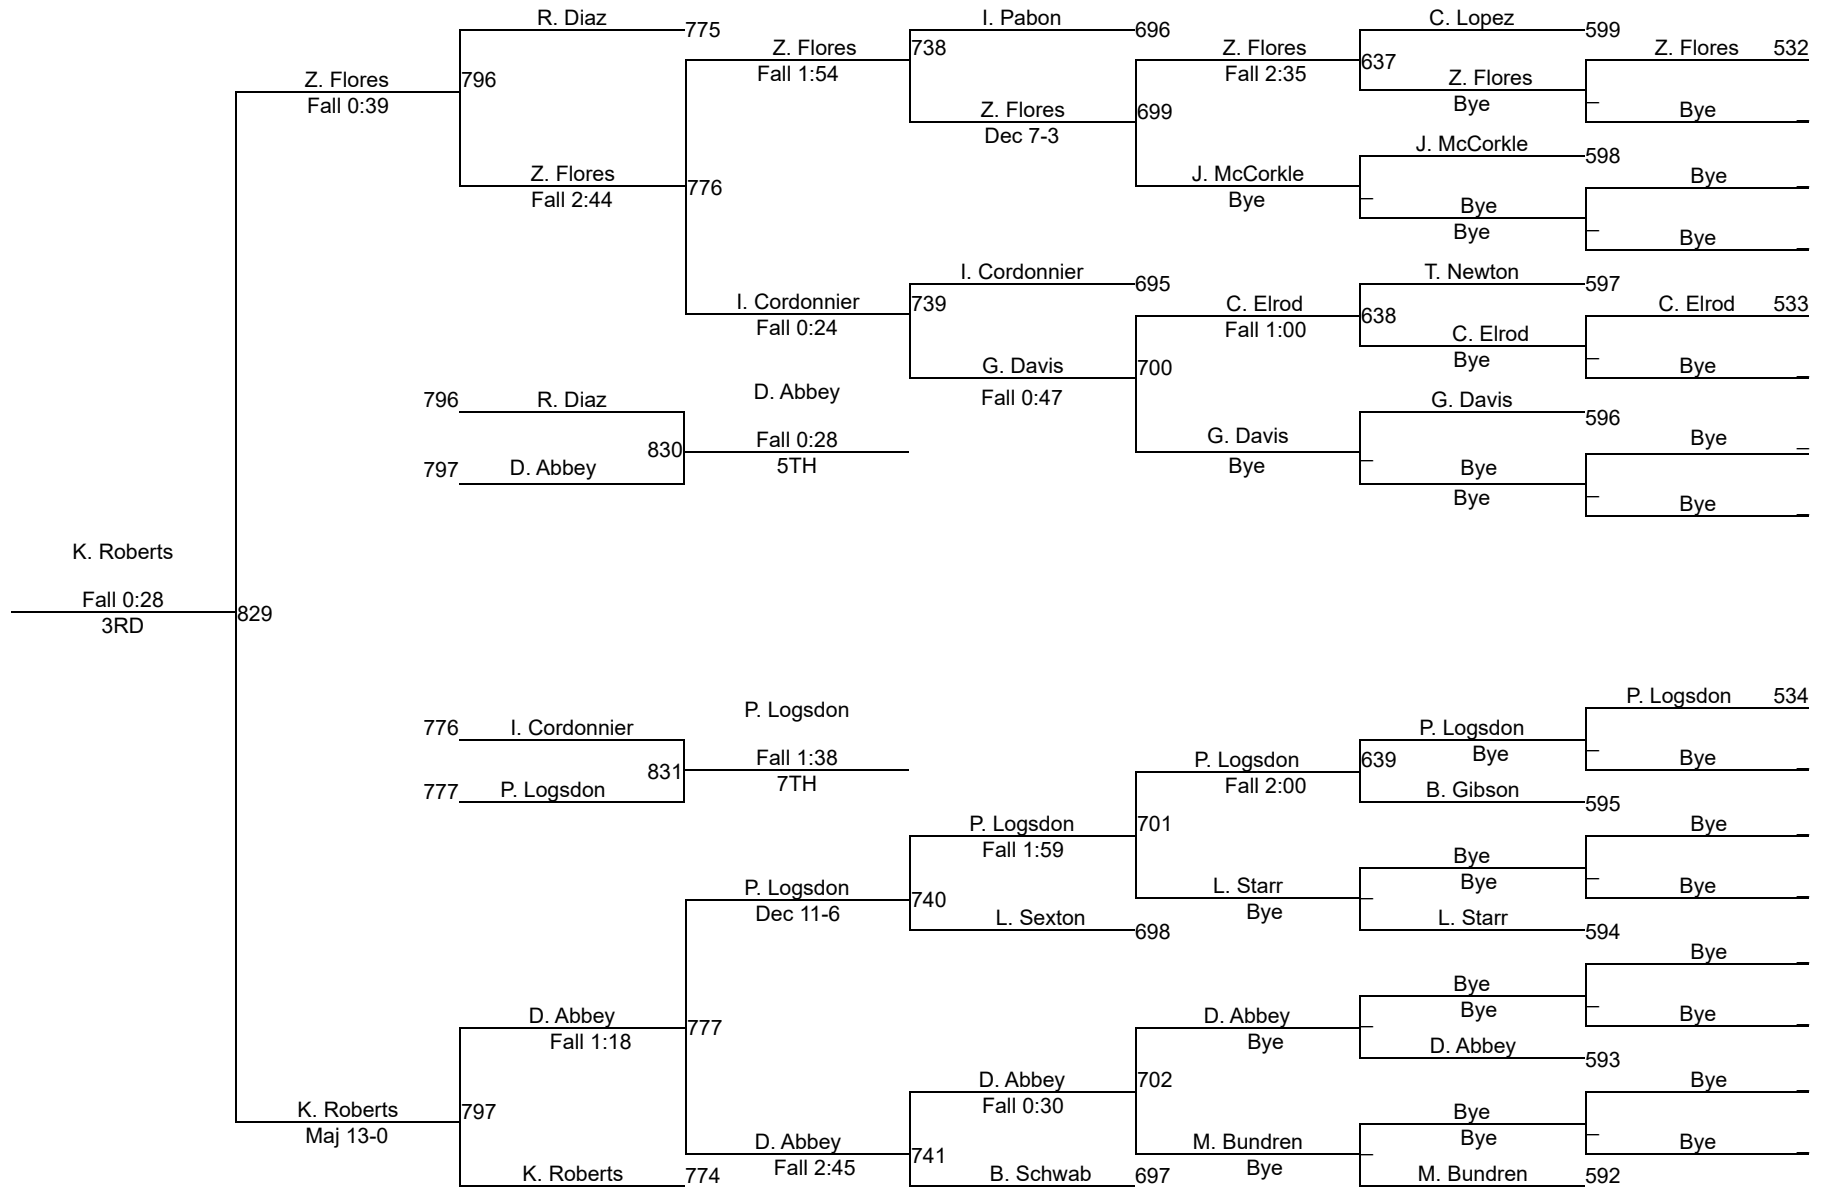 R. Diaz
775
I. Pabon
696
C. Lopez
599
Z. Flores 532
Z. Flores
Fall 1:54
738
Z. Flores
Fall 2:35
637
Z. Flores
Bye
_
Bye _
Z. Flores
Fall 0:39
796
Z. Flores
Dec 7-3
699
J. McCorkle
598
Bye _
Z. Flores
Fall 2:44
776
J. McCorkle
Bye
_
Bye
Bye
_
Bye _
I. Cordonnier
695
T. Newton
597
I. Cordonnier
Fall 0:24
739
C. Elrod
Fall 1:00
638
C. Elrod 533
C. Elrod
Bye
_
Bye _
G. Davis
Fall 0:47
700
796 R. Diaz
D. Abbey
830
Fall 0:28
5TH
797 D. Abbey
G. Davis
596
G. Davis
Bye
_
Bye _
Bye
Bye
_
Bye _
K. Roberts
Fall 0:28
3RD
829
776 I. Cordonnier
P. Logsdon
831
Fall 1:38
7TH
777 P. Logsdon
P. Logsdon 534
P. Logsdon
Bye
_
Bye _
P. Logsdon
Fall 2:00
639
B. Gibson
595
P. Logsdon
Fall 1:59
701
Bye _
Bye
Bye
_
Bye _
P. Logsdon
Dec 11-6
740
L. Starr
Bye
_
L. Sexton
698
L. Starr
594
Bye _
D. Abbey
Fall 1:18
777
D. Abbey
Bye
_
Bye
Bye
_
Bye _
D. Abbey
593
D. Abbey
Fall 0:30
702
Bye _
K. Roberts
Maj 13-0
797
Bye
Bye
_
Bye _
D. Abbey
Fall 2:45
741
M. Bundren
Bye
_
K. Roberts
774
B. Schwab
697
M. Bundren
592